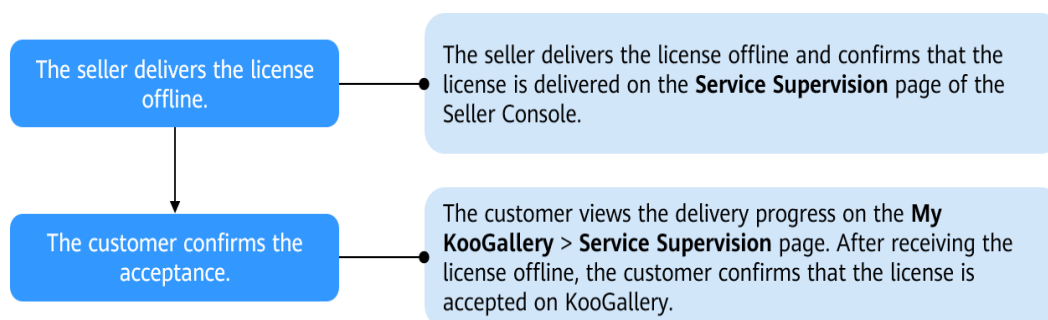 The seller delivers the license
offline.
The seller delivers the license offline and confirms that the
license is delivered on the Service Supervision page of the
Seller Console.
The customer confirms the
acceptance.
The customer views the delivery progress on the My
KooGallery > Service Supervision page. After receiving the
license offline, the customer confirms that the license is
accepted on KooGallery.